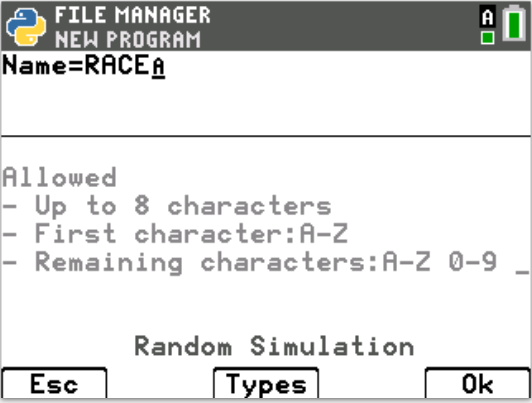 FILE MANAGER
NEW PROGRAM
A
Name=RACEA
Allowed
- Up to 8 characters
- First character:A-Z
- Remaining characters:A-Z 0-9 _
Random Simulation
Esc
Types
Ok